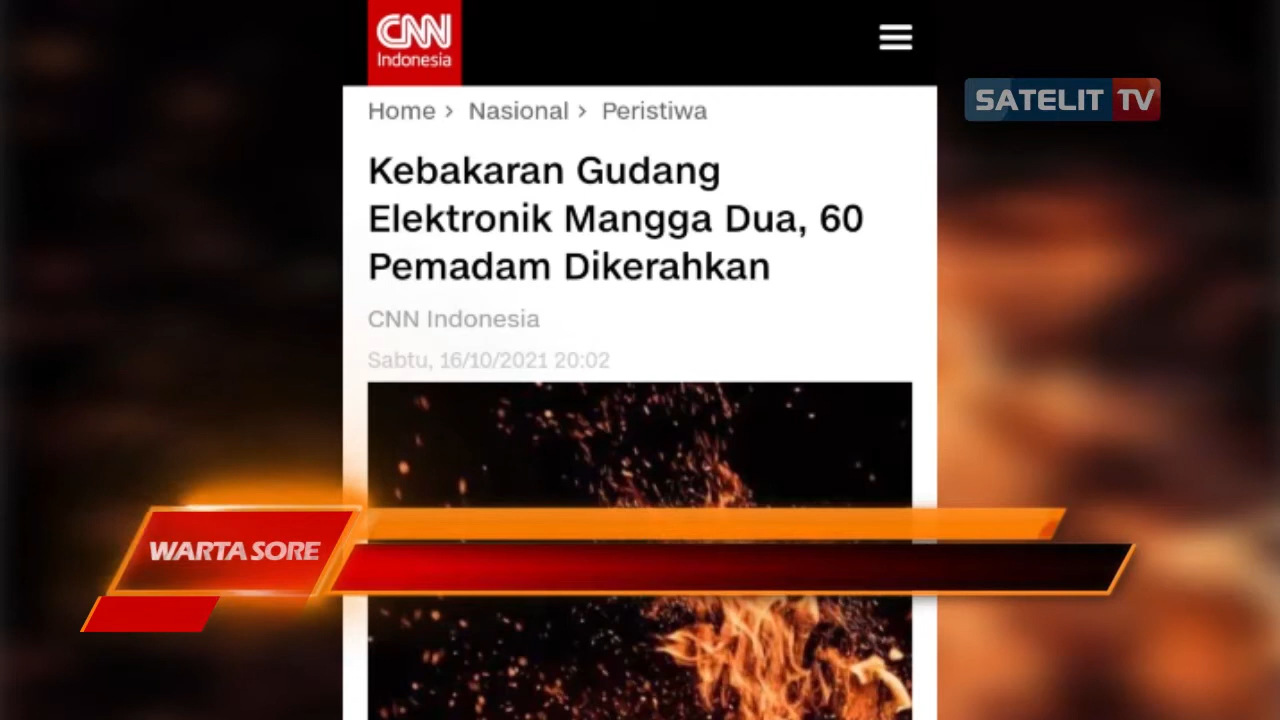 CNN
Indonesia
SATELIT TV
Home › Nasional › Peristiwa
Kebakaran Gudang
Elektronik Mangga Dua, 60
Pemadam Dikerahkan
CNN Indonesia
Sabtu, 16/10/2021 20:02
WARTA SORE